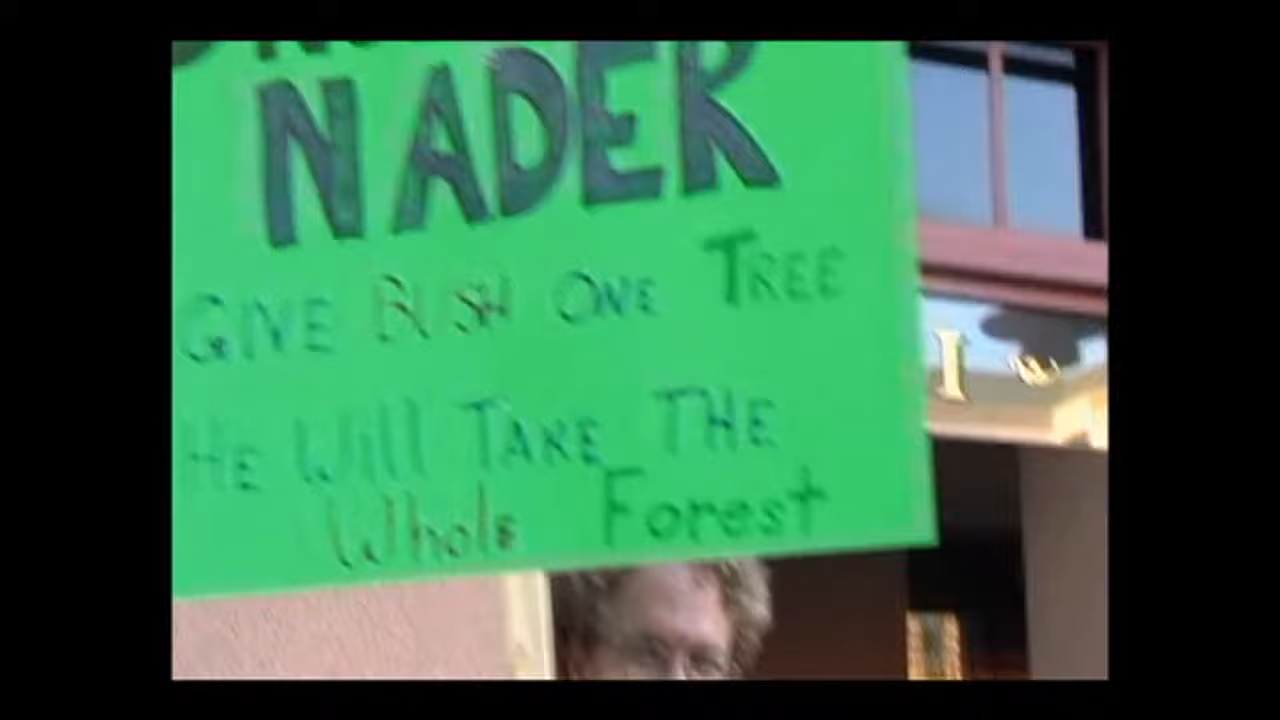 NADER
GIVE BUSH ONE TREE
HE Will TAKE THE
Whole Forest
I